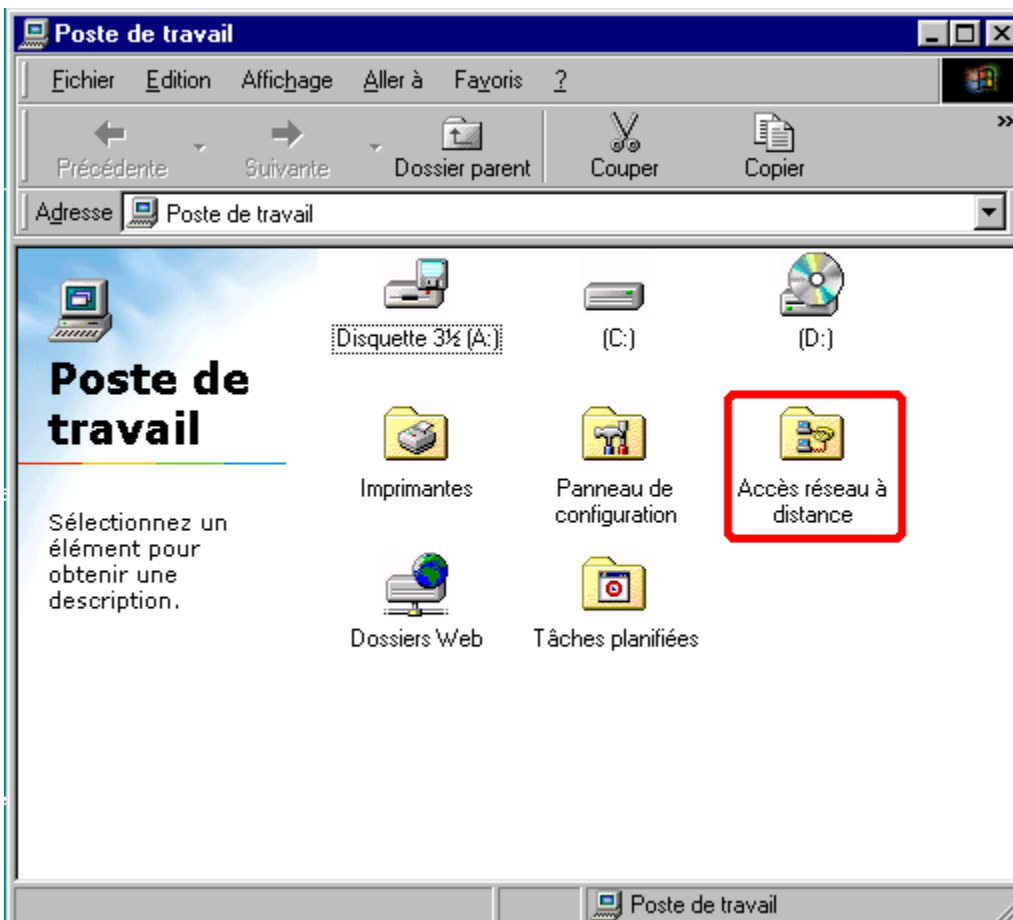 Poste de travail
Fichier Edition Affichage Aller à Favoris ?
Précédente Suivante Dossier parent Couper Copier »
Adresse Poste de travail
Disquette 3½ (A:) (C:) (D:)
Poste de
travail
Imprimantes Panneau de Accès réseau à
configuration distance
Sélectionnez un
élément pour
obtenir une
description.
Dossiers Web Tâches planifiées
Poste de travail